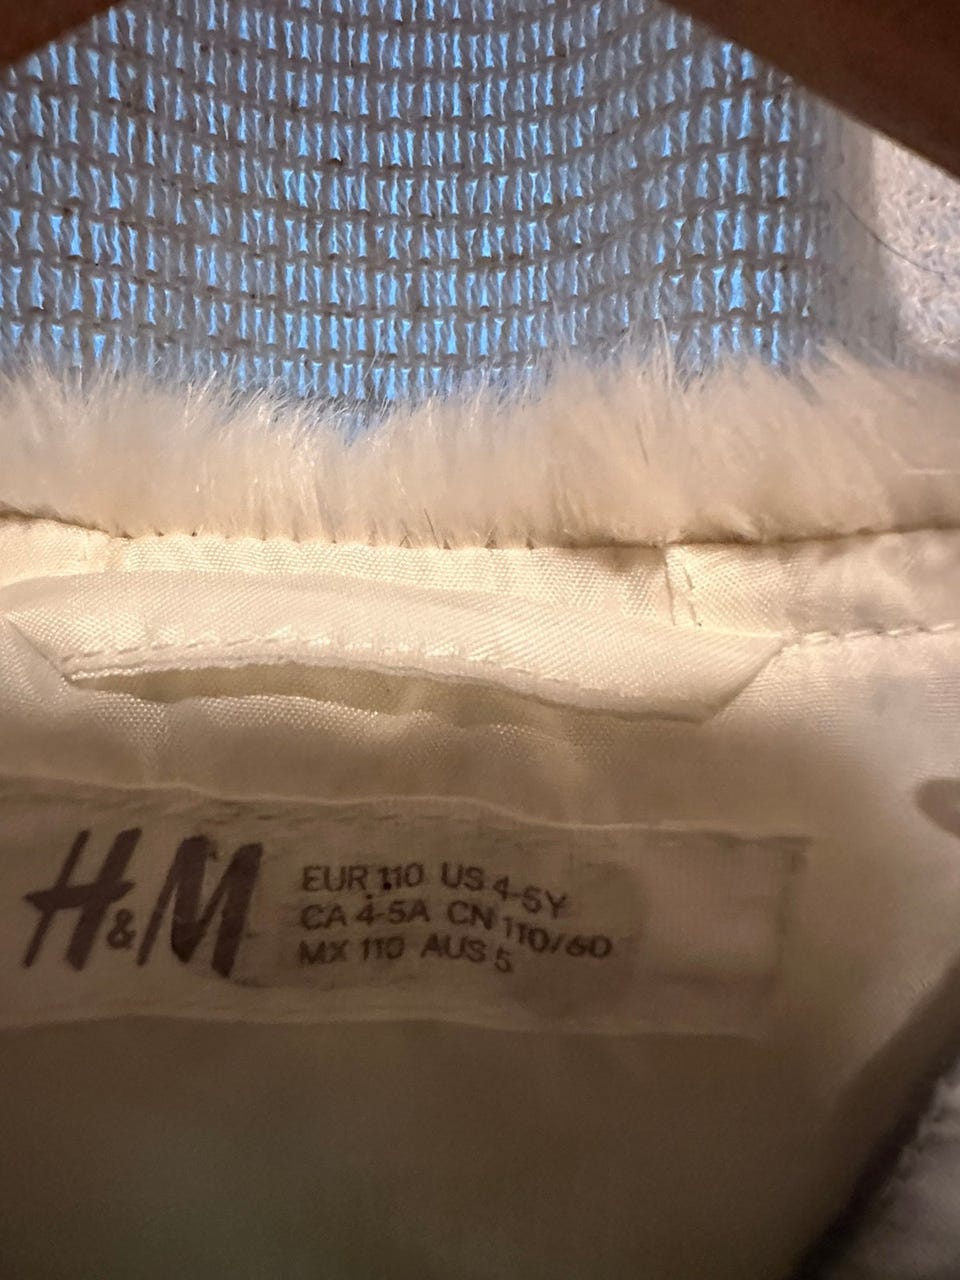 H&M
EUR 110 US 4-5Y
CA 4-5A CN 110/60
MX 110 AUS 5